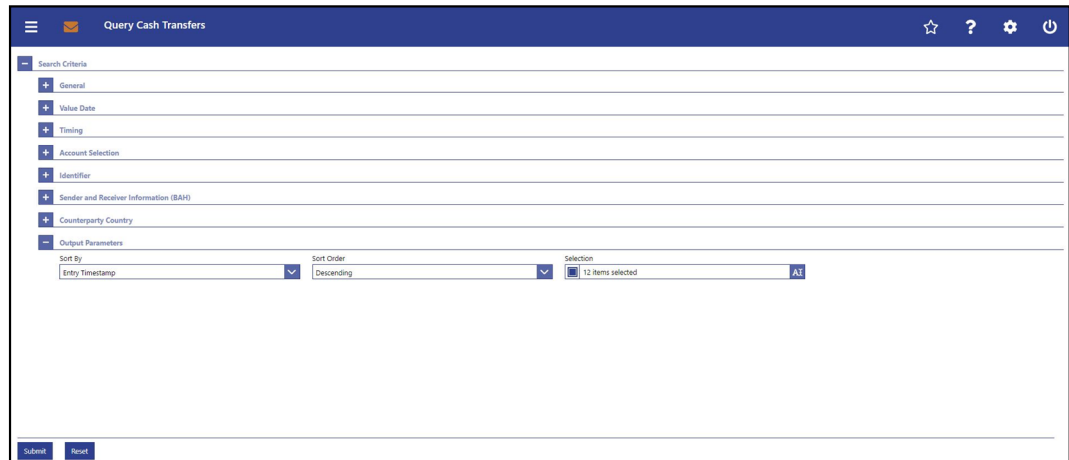 Query Cash Transfers
Search Criteria
General
Value Date
Timing
Account Selection
Identifier
Sender and Receiver Information (BAH)
Counterparty Country
Output Parameters
Sort By Sort Order Selection
Entry Timestamp Descending 12 items selected
Submit Reset